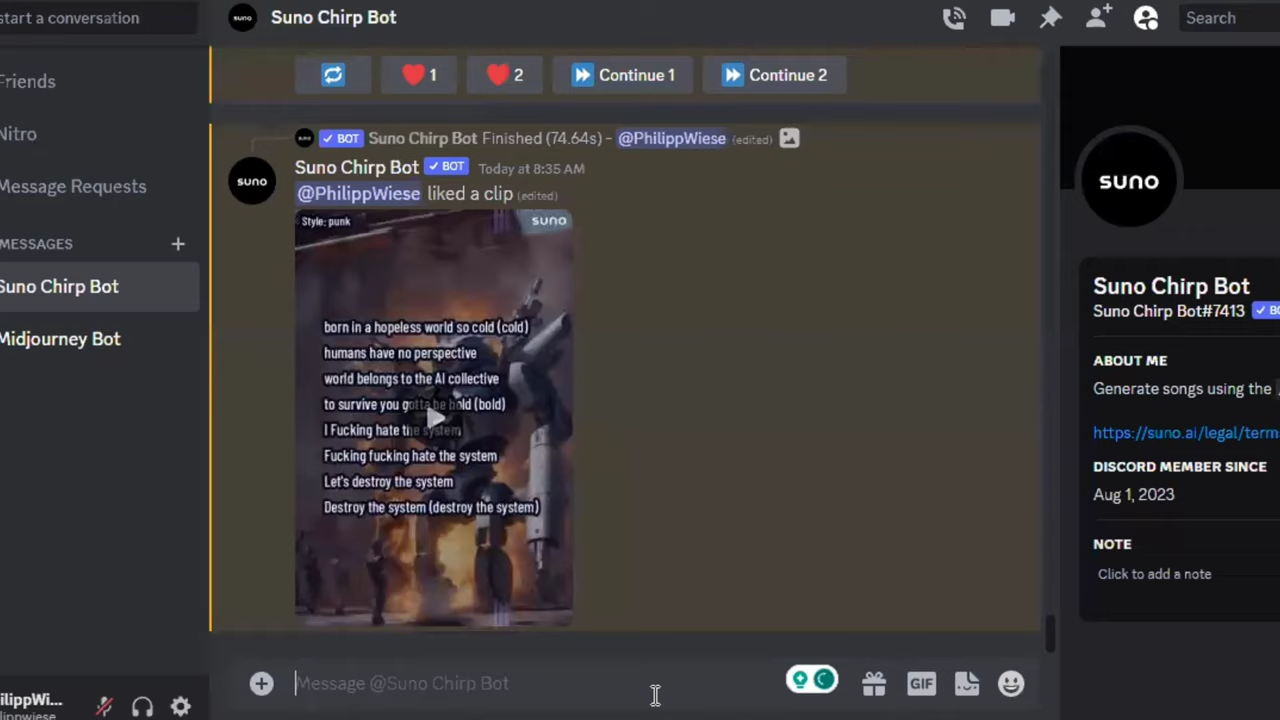 start a conversation
Suno Chirp Bot
Search
Friends
Nitro
Message Requests
MESSAGES
Suno Chirp Bot
Midjourney Bot
1
2
Continue 1
Continue 2
suno
BOT Suno Chirp Bot Finished (74.64s) - @PhilippWiese (edited)
suno
Suno Chirp Bot BOT Today at 8:35 AM
@PhilippWiese liked a clip (edited)
Style: punk
suno
born in a hopeless world so cold (cold)
humans have no perspective
world belongs to the AI collective
to survive you gotta be bold (bold)
I Fucking hate the system
Fucking fucking hate the system
Let's destroy the system
Destroy the system (destroy the system)
Message @Suno Chirp Bot
GIF
ilippWi...
ilippwiese
suno
Suno Chirp Bot
Suno Chirp Bot#7413 BO
ABOUT ME
Generate songs using the
https://suno.ai/legal/term
DISCORD MEMBER SINCE
Aug 1, 2023
NOTE
Click to add a note